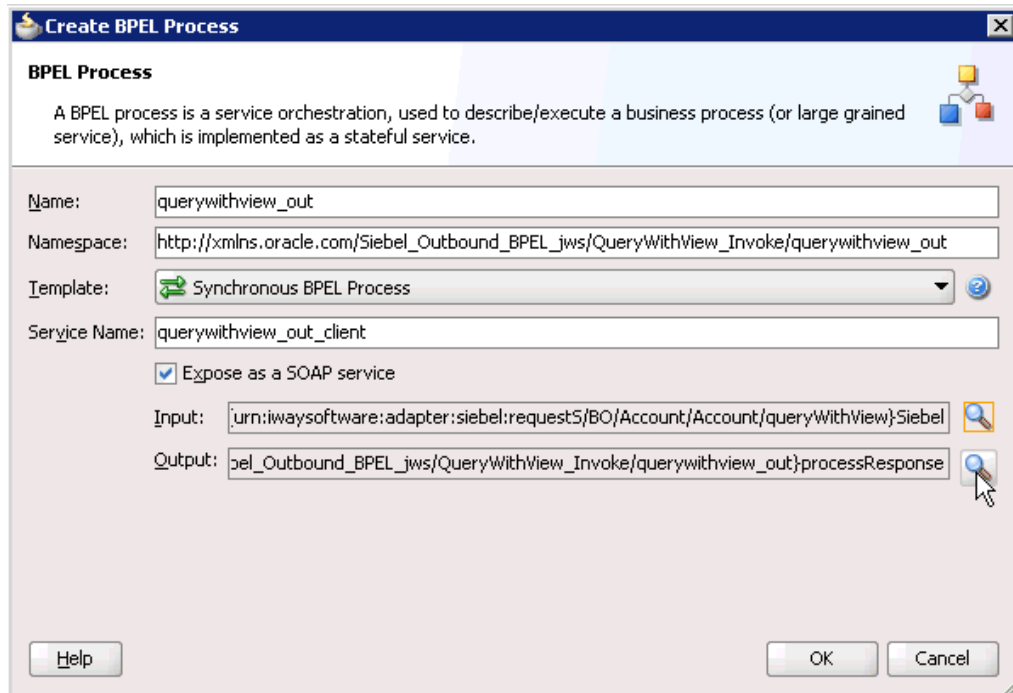 Create BPEL Process
BPEL Process
A BPEL process is a service orchestration, used to describe/execute a business process (or large grained
service), which is implemented as a stateful service.
Name: querywithview_out
Namespace: http://xmlns.oracle.com/Siebel_Outbound_BPEL_jws/QueryWithView_Invoke/querywithview_out
Template: Synchronous BPEL Process
Service Name: querywithview_out_client
Expose as a SOAP service
Input: urn:iwaysoftware:adapter:siebel:requestS/BO/Account/Account/queryWithView}Siebel
Output: bel_Outbound_BPEL_jws/QueryWithView_Invoke/querywithview_out}processResponse
Help OK Cancel